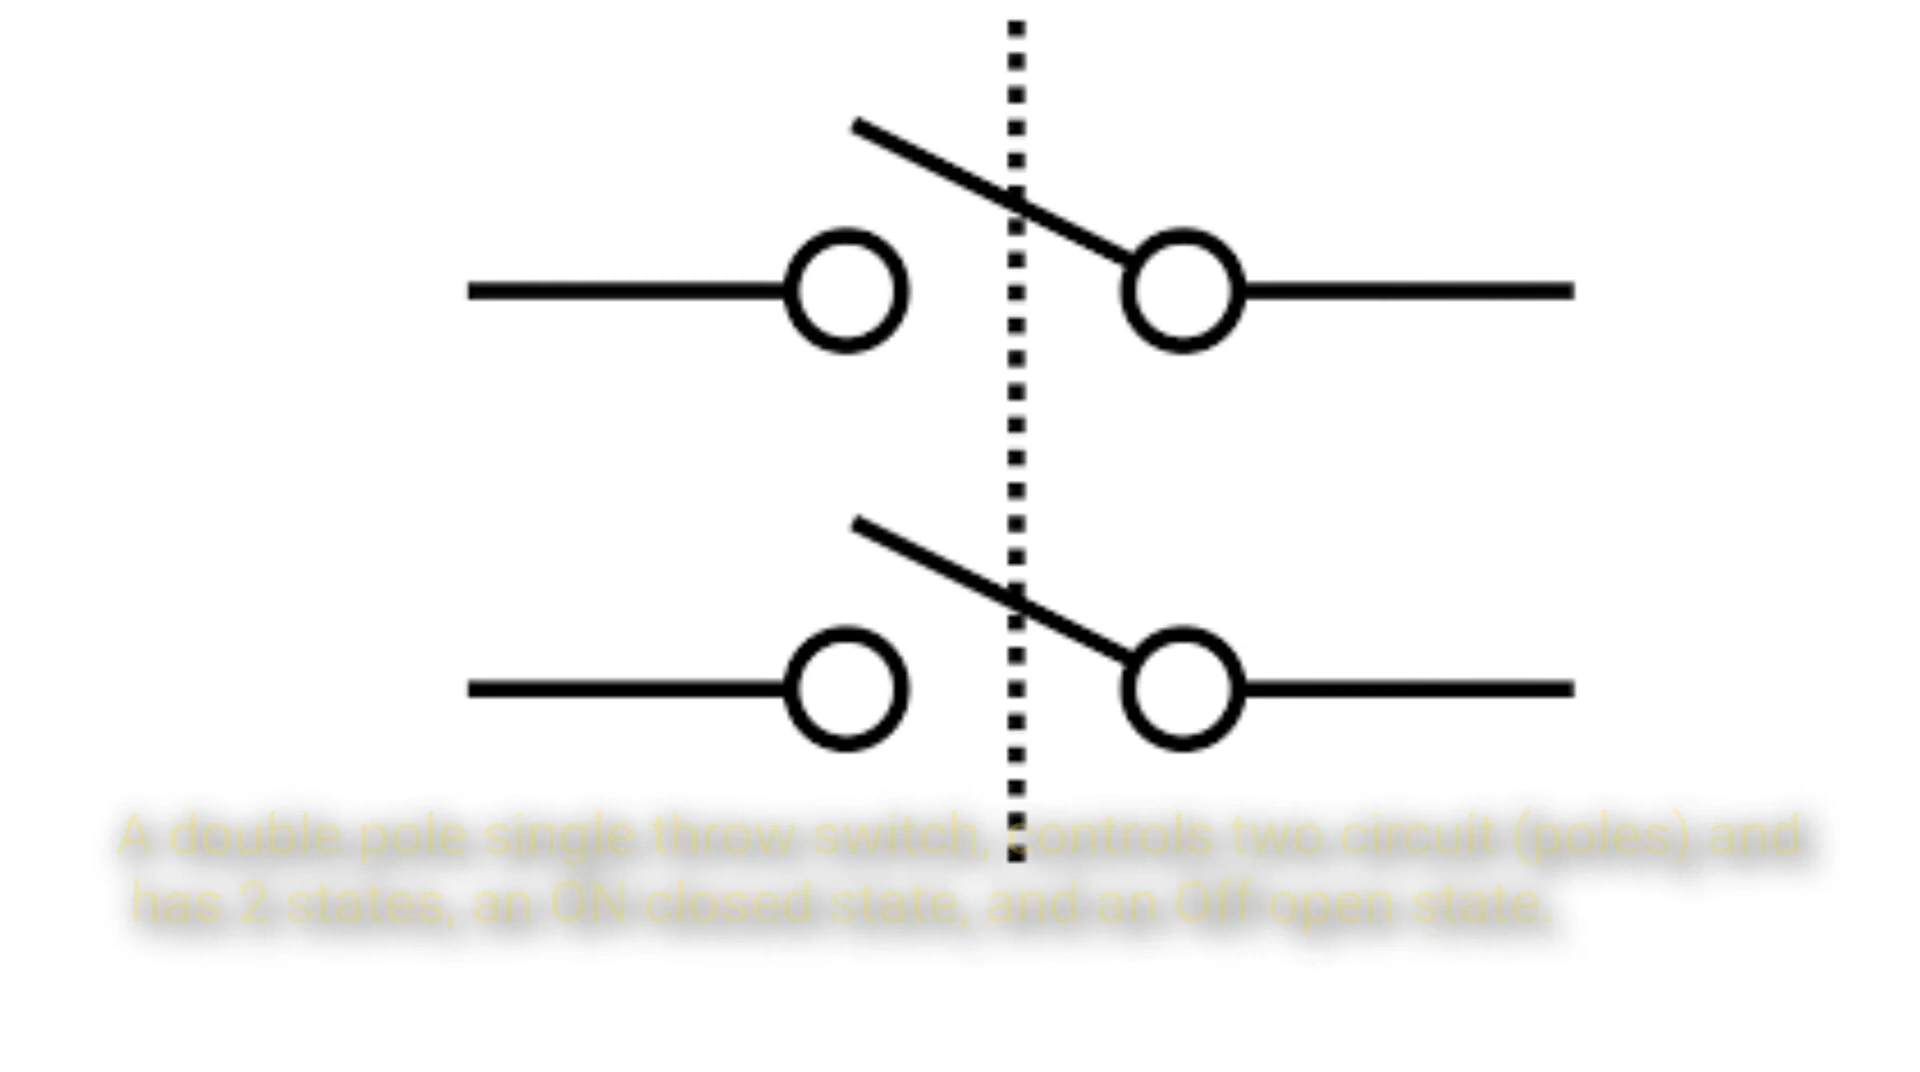 A double pole single throw switch, controls two circuit (poles) and
has 2 states, an ON closed state, and an Off open state.